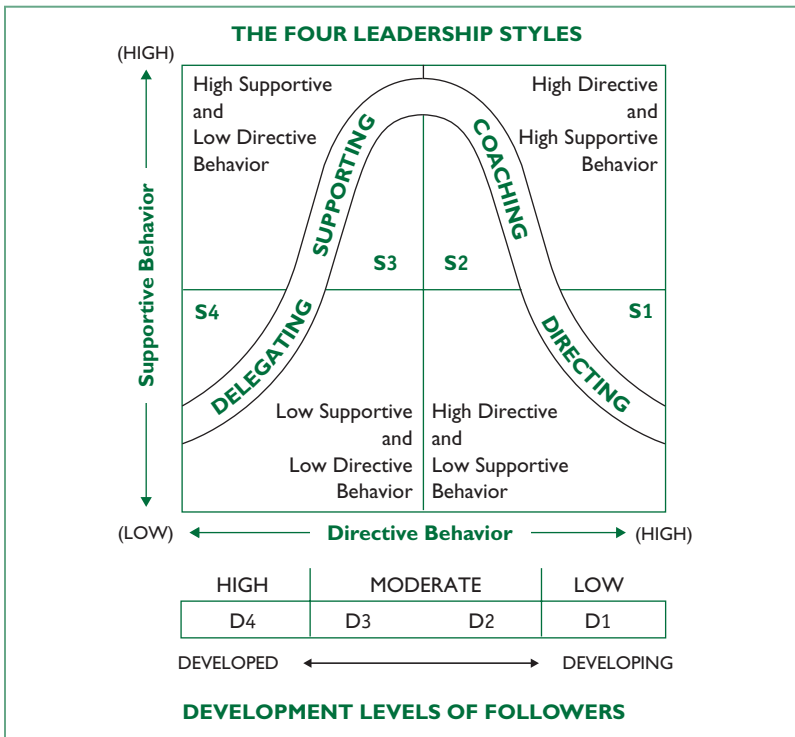 THE FOUR LEADERSHIP STYLES
(HIGH)
High Supportive
and
Low Directive
Behavior
High Directive
and
High Supportive
Behavior
SUPPORTING
COACHING
Supportive Behavior
S3
S2
S4
S1
DELEGATING
DIRECTING
Low Supportive
and
Low Directive
Behavior
High Directive
and
Low Supportive
Behavior
(LOW)
Directive Behavior
(HIGH)
HIGH
MODERATE
LOW
D4
D3
D2
D1
DEVELOPED
DEVELOPING
DEVELOPMENT LEVELS OF FOLLOWERS